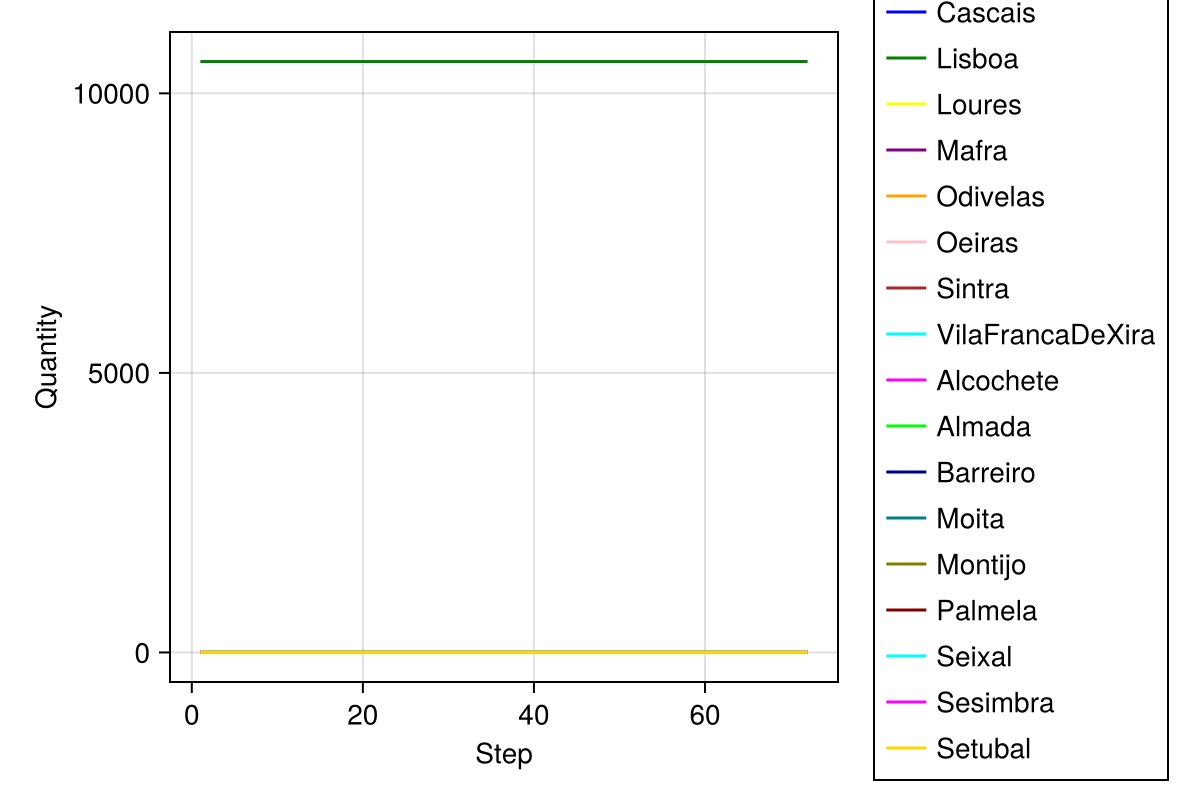 Cascais
Lisboa
Loures
Mafra
Odivelas
Oeiras
Sintra
VilaFrancaDeXira
Alcochete
Almada
Barreiro
Moita
Montijo
Palmela
Seixal
Sesimbra
Setubal
10000
5000
0
Quantity
0 20 40 60
Step